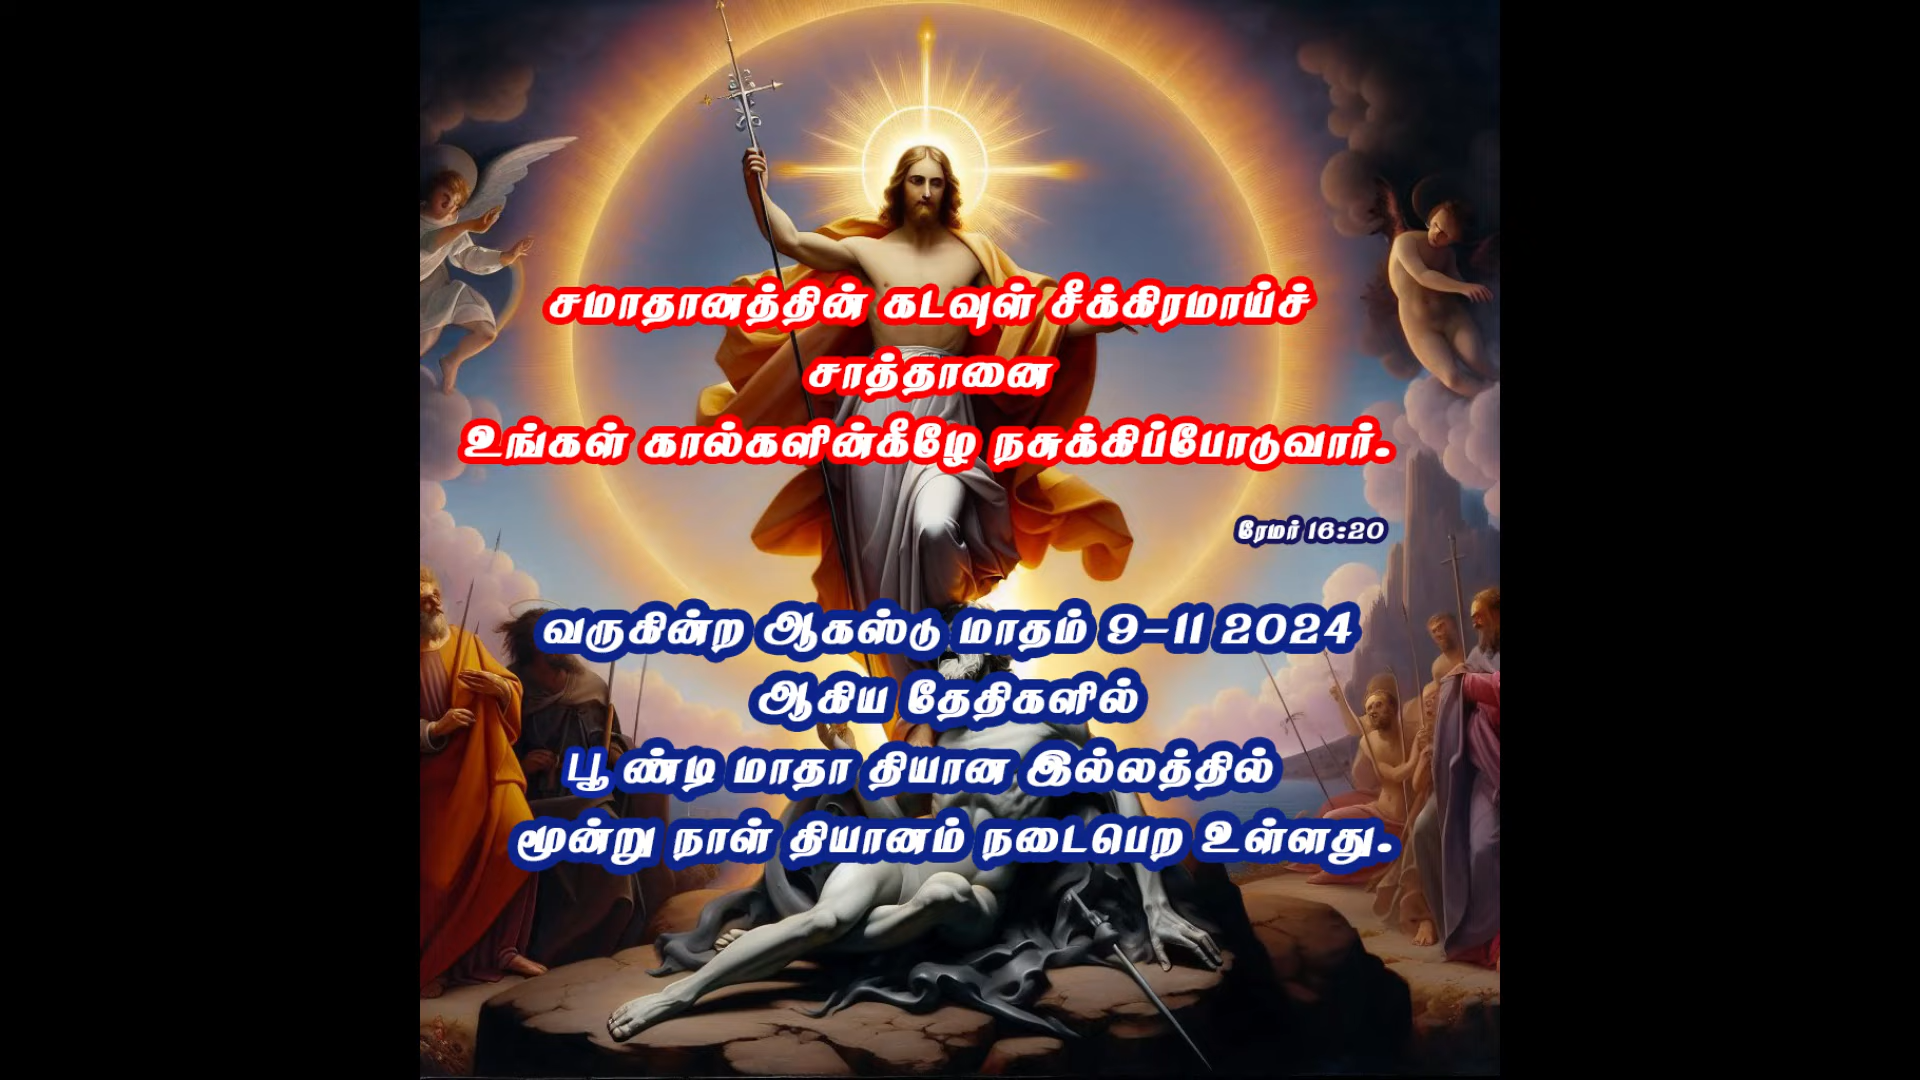 சமாதானத்தின் கடவுள் சீக்கிரமாய்ச்
சாத்தானை
உங்கள் கால்களின்கீழே நசுக்கிப்போடுவார்.
ரேமர் 16:20
வருகின்ற ஆகஸ்டு மாதம் 9-11 2024
ஆகிய தேதிகளில்
பூ ண்டி மாதா தியான இல்லத்தில்
மூன்று நாள் தியானம் நடைபெற உள்ளது.